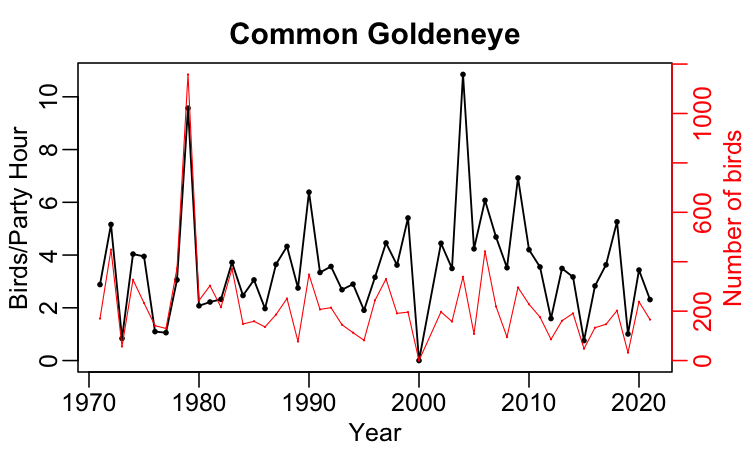 Common Goldeneye
Birds/Party Hour
0 2 4 6 8 10
1970 1980 1990 2000 2010 2020
Year
0 200 600 1000
Number of birds